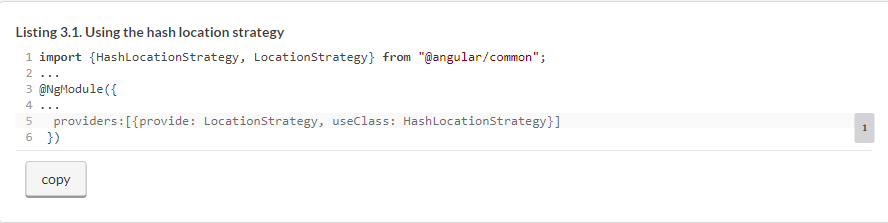 Listing 3.1. Using the hash location strategy
1 import {HashLocationStrategy, LocationStrategy} from "@angular/common";
2 ...
3 @NgModule({
4 ...
5   providers:[{provide: LocationStrategy, useClass: HashLocationStrategy}]
1
6  })
copy